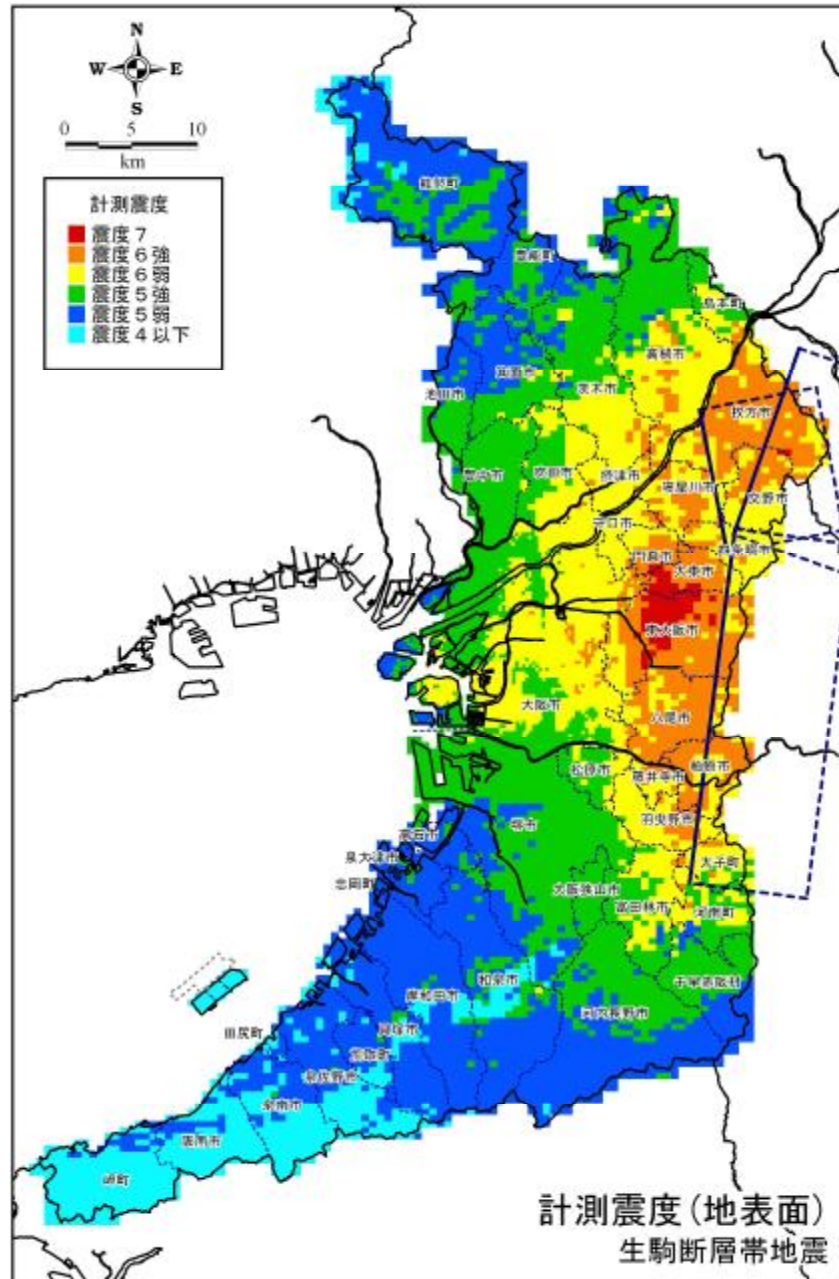 N
W E
S
0 5 10
km
計測震度
震度7
震度6強
震度6弱
震度5強
震度5弱
震度4以下
能勢町
豊能町
島本町
高槻市
箕面市
茨木市
池田市
枚方市
豊中市
吹田市
摂津市
寝屋川市
交野市
守口市
門真市
四条畷市
大東市
東大阪市
大阪市
八尾市
松原市
柏原市
藤井寺市
羽曳野市
堺市
高石市
泉大津市
太子町
忠岡町
大阪狭山市
富田林市
河南町
和泉市
千早赤阪村
岸和田市
河内長野市
貝塚市
田尻町
熊取町
泉佐野市
泉南市
阪南市
岬町
計測震度(地表面)
生駒断層帯地震